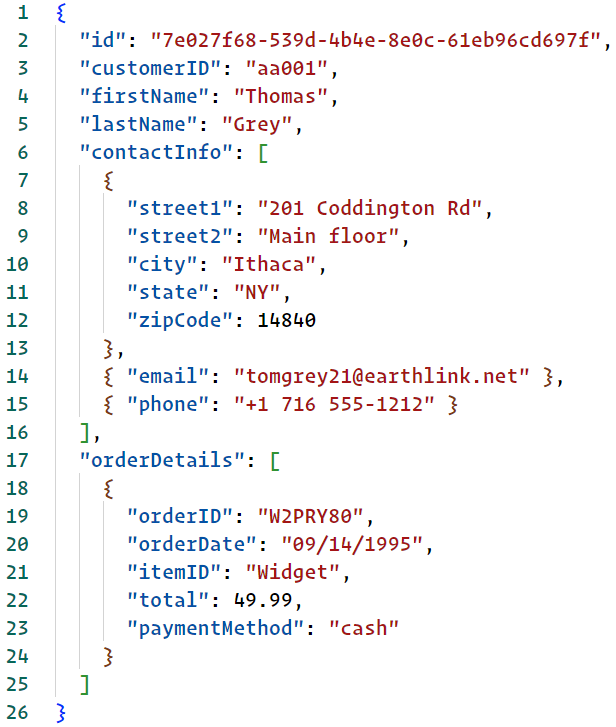 1 {
2 "id": "7e027f68-539d-4b4e-8e0c-61eb96cd697f",
3 "customerID": "aa001",
4 "firstName": "Thomas",
5 "lastName": "Grey",
6 "contactInfo": [
7 {
8 "street1": "201 Coddington Rd",
9 "street2": "Main floor",
10 "city": "Ithaca",
11 "state": "NY",
12 "zipCode": 14840
13 },
14 { "email": "tomgrey21@earthlink.net" },
15 { "phone": "+1 716 555-1212" }
16 ],
17 "orderDetails": [
18 {
19 "orderID": "W2PRY80",
20 "orderDate": "09/14/1995",
21 "itemID": "Widget",
22 "total": 49.99,
23 "paymentMethod": "cash"
24 }
25 ]
26 }